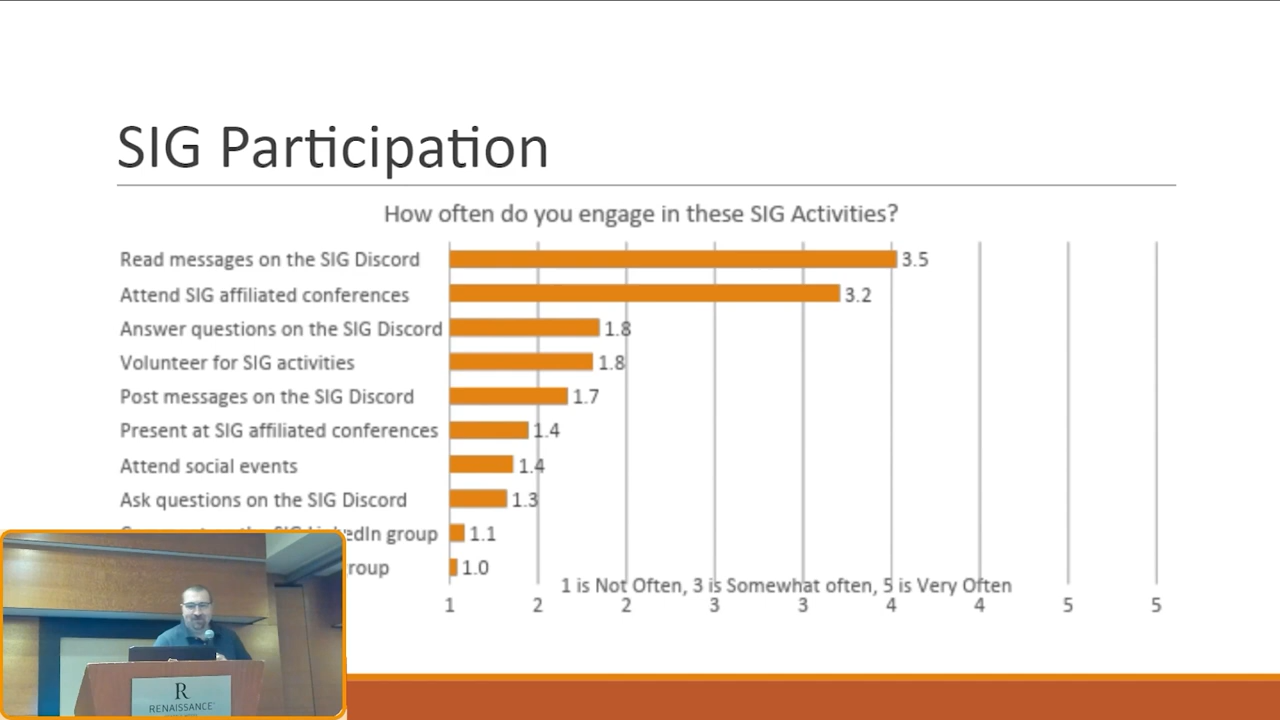 SIG Participation
How often do you engage in these SIG Activities?
Read messages on the SIG Discord 3.5
Attend SIG affiliated conferences 3.2
Answer questions on the SIG Discord 1.8
Volunteer for SIG activities 1.8
Post messages on the SIG Discord 1.7
Present at SIG affiliated conferences 1.4
Attend social events 1.4
Ask questions on the SIG Discord 1.3
group 1.1
1.0
1 is Not Often, 3 is Somewhat often, 5 is Very Often
1 2 2 3 3 4 4 5 5
R
RENAISSANCE